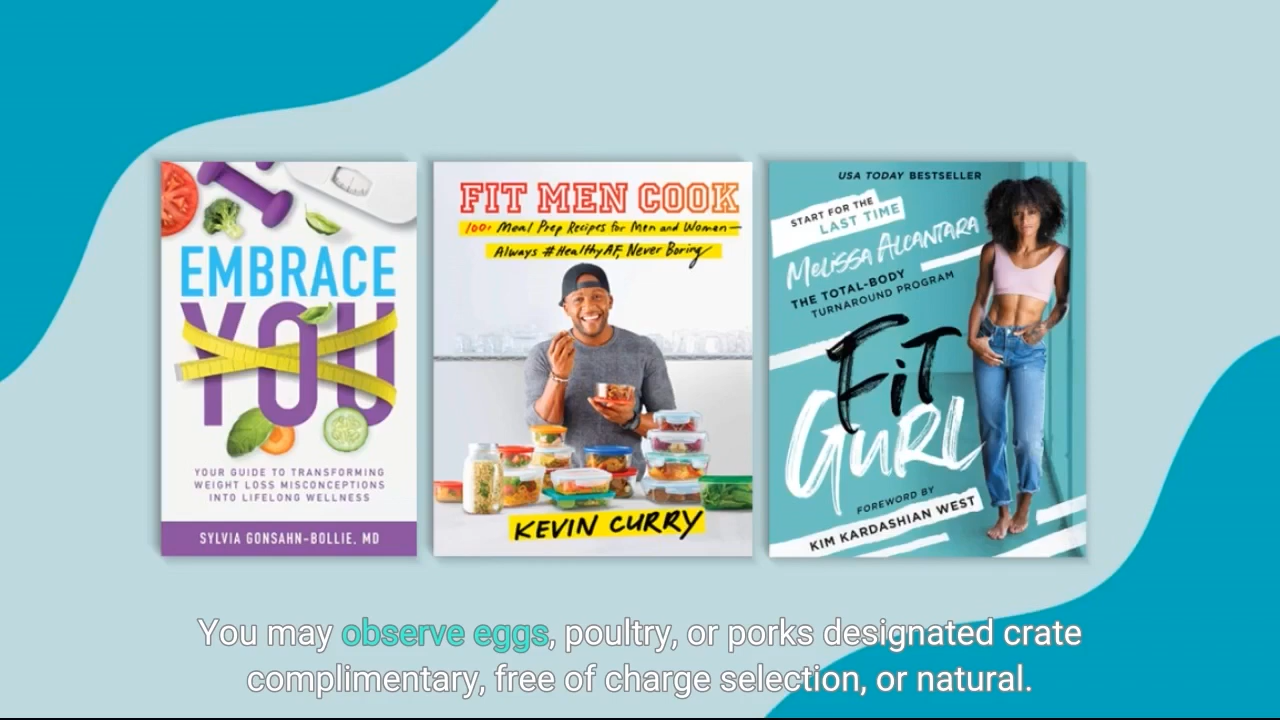 EMBRACE
YOU
YOUR GUIDE TO TRANSFORMING
WEIGHT LOSS MISCONCEPTIONS
INTO LIFELONG WELLNESS
SYLVIA GONSAHN-BOLLIE, MD
FIT MEN COOK
100+ Meal Prep Recipes for Men and Women—
Always #HealthyAF, Never Boring
KEVIN CURRY
USA TODAY BESTSELLER
START FOR THE
LAST TIME
MELISSA ALCANTARA
THE TOTAL-BODY
TURNAROUND PROGRAM
FiT
GURL
FOREWORD BY
KIM KARDASHIAN WEST
You may observe eggs, poultry, or porks designated crate
complimentary, free of charge selection, or natural.